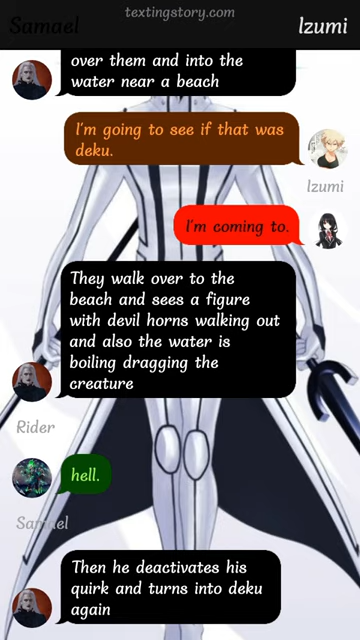 textingstory.com
Samael
Izumi
over them and into the
water near a beach
I'm going to see if that was
deku.
Izumi
I'm coming to.
They walk over to the
beach and sees a figure
with devil horns walking out
and also the water is
boiling dragging the
creature
Rider
hell.
Samael
Then he deactivates his
quirk and turns into deku
again